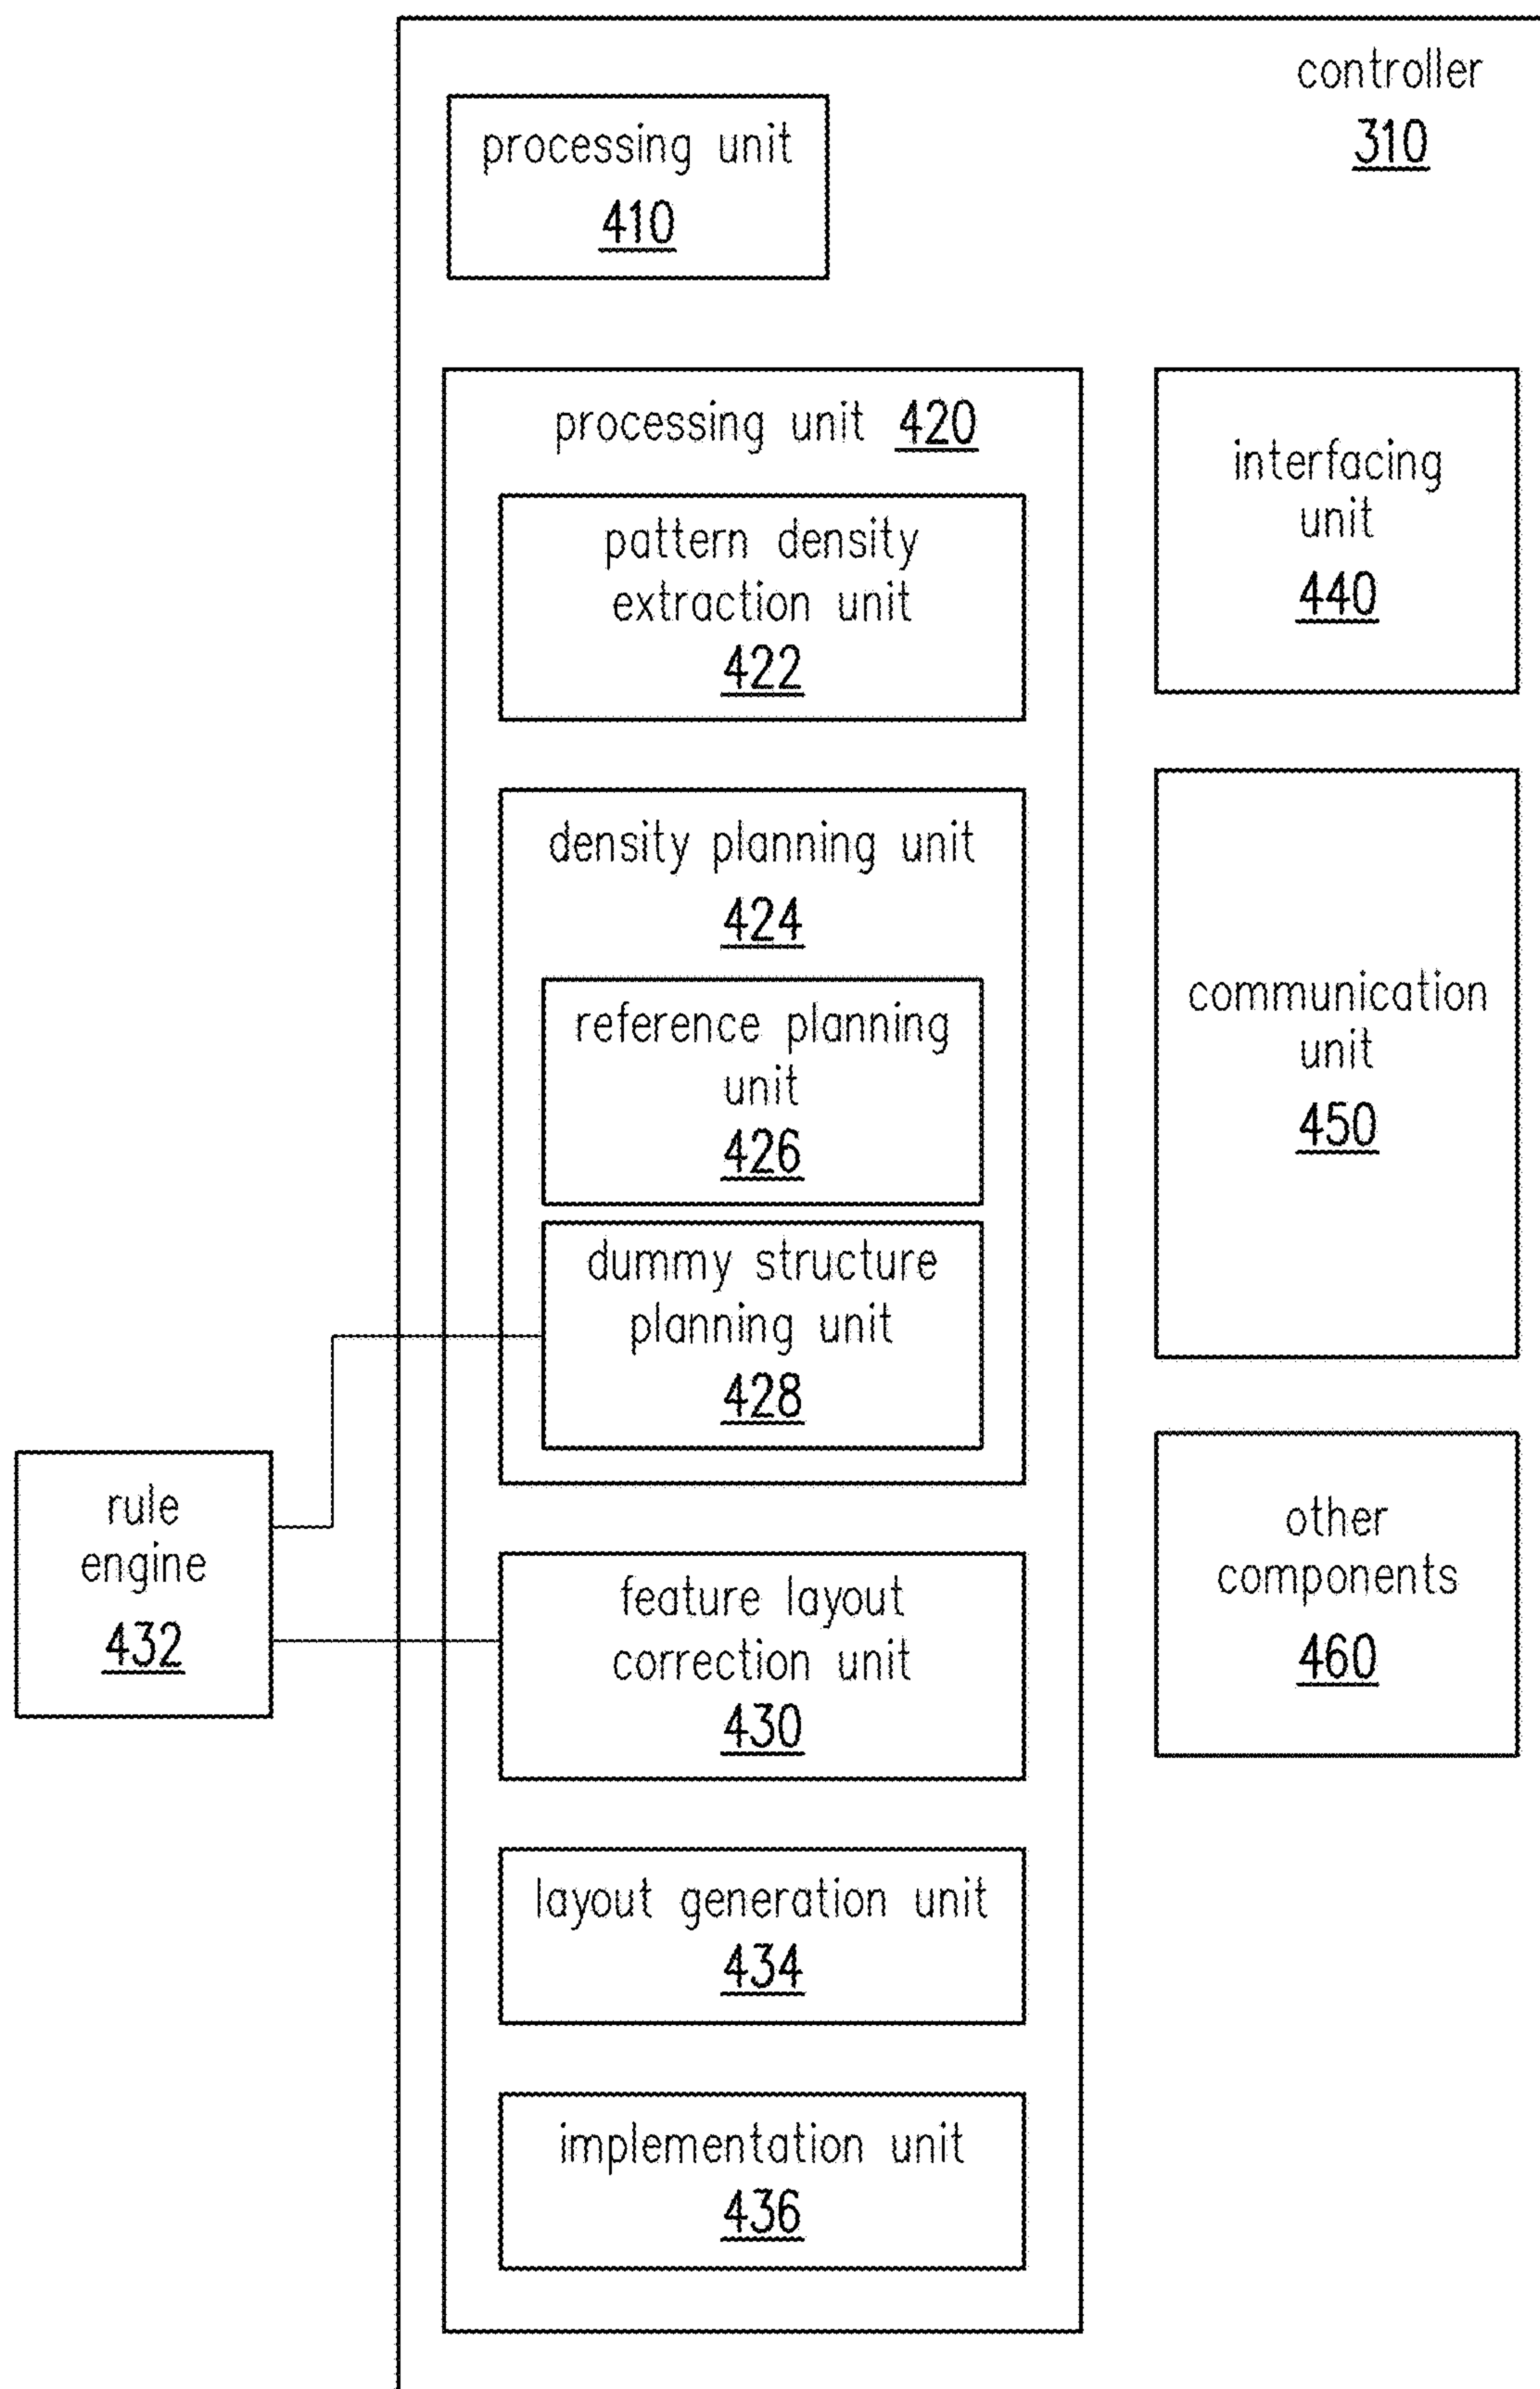 controller
310
processing unit
410
processing unit 420
pattern density
extraction unit
422
density planning unit
424
reference planning
unit
426
dummy structure
planning unit
428
rule
engine
432
feature layout
correction unit
430
layout generation unit
434
implementation unit
436
interfacing
unit
440
communication
unit
450
other
components
460